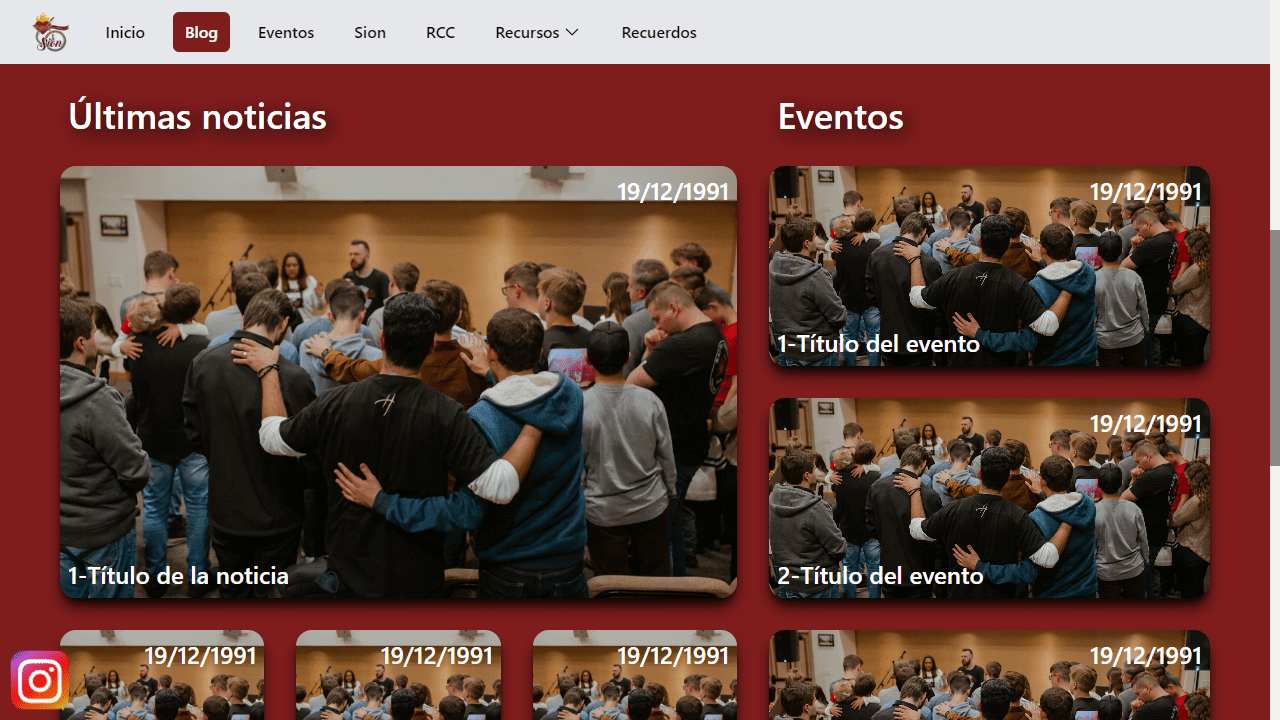 Sion
Inicio
Blog
Eventos
Sion
RCC
Recursos
Recuerdos
Últimas noticias
19/12/1991
1-Título de la noticia
19/12/1991
19/12/1991
19/12/1991
Eventos
19/12/1991
1-Título del evento
19/12/1991
2-Título del evento
19/12/1991